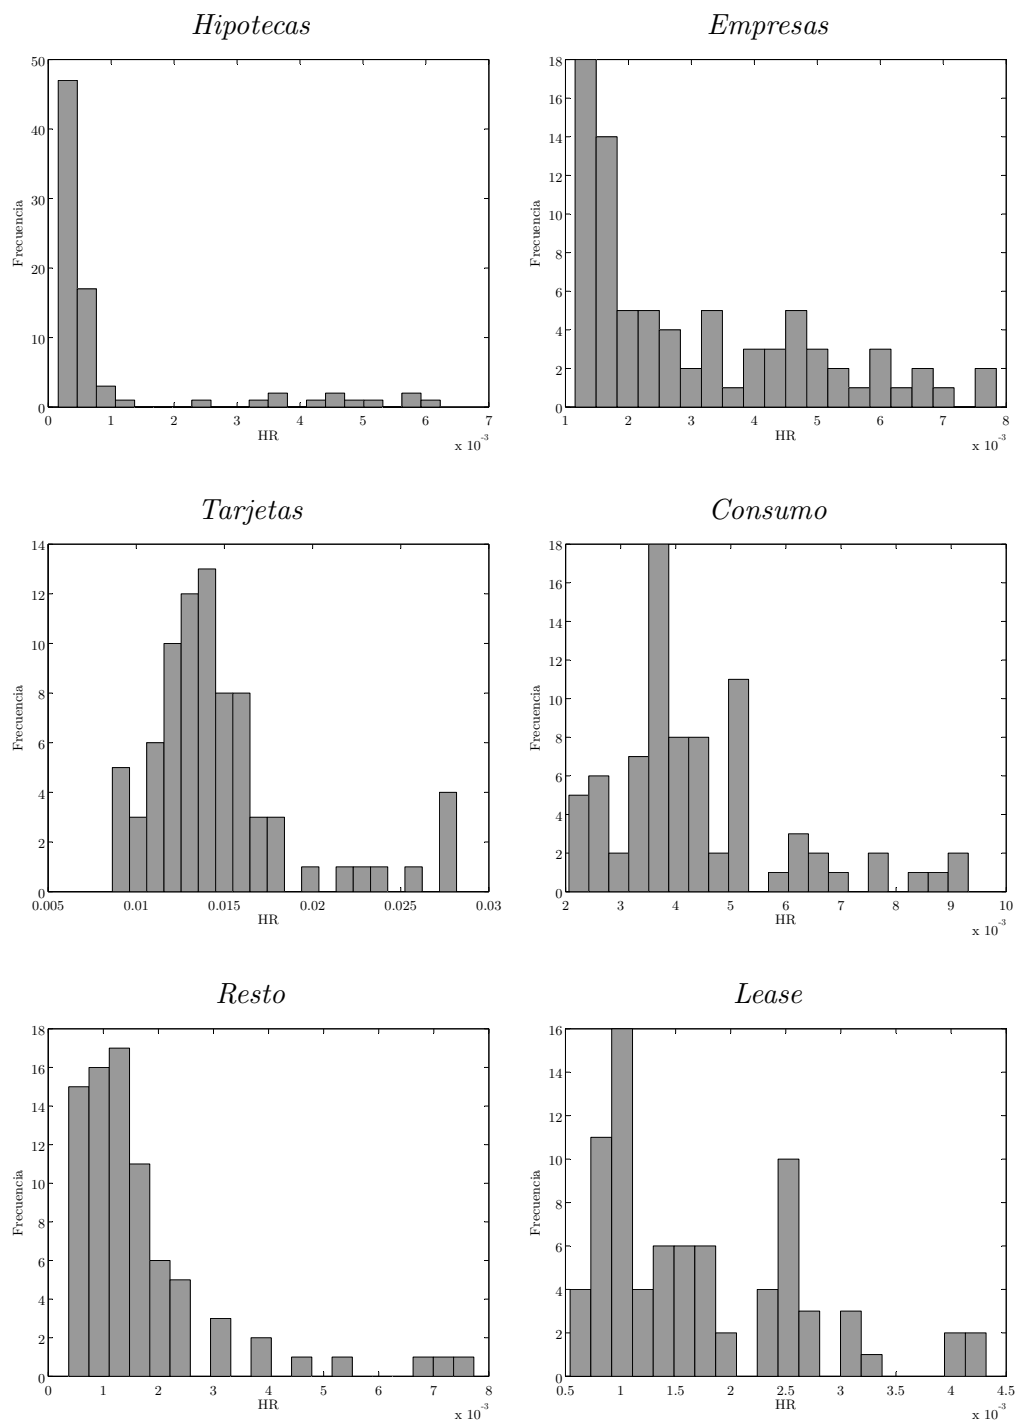 Hipotecas
50
40
30
20
10
0
Frecuencia
0 1 2 3 4 5 6 7
HR
x 10-3
Empresas
18
16
14
12
10
8
6
4
2
0
Frecuencia
1 2 3 4 5 6 7 8
HR
x 10-3
Tarjetas
14
12
10
8
6
4
2
0
Frecuencia
0.005 0.01 0.015 0.02 0.025 0.03
HR
Consumo
18
16
14
12
10
8
6
4
2
0
Frecuencia
2 3 4 5 6 7 8 9 10
HR
x 10-3
Resto
18
16
14
12
10
8
6
4
2
0
Frecuencia
0 1 2 3 4 5 6 7 8
HR
x 10-3
Lease
16
14
12
10
8
6
4
2
0
Frecuencia
0.5 1 1.5 2 2.5 3 3.5 4 4.5
HR
x 10-3